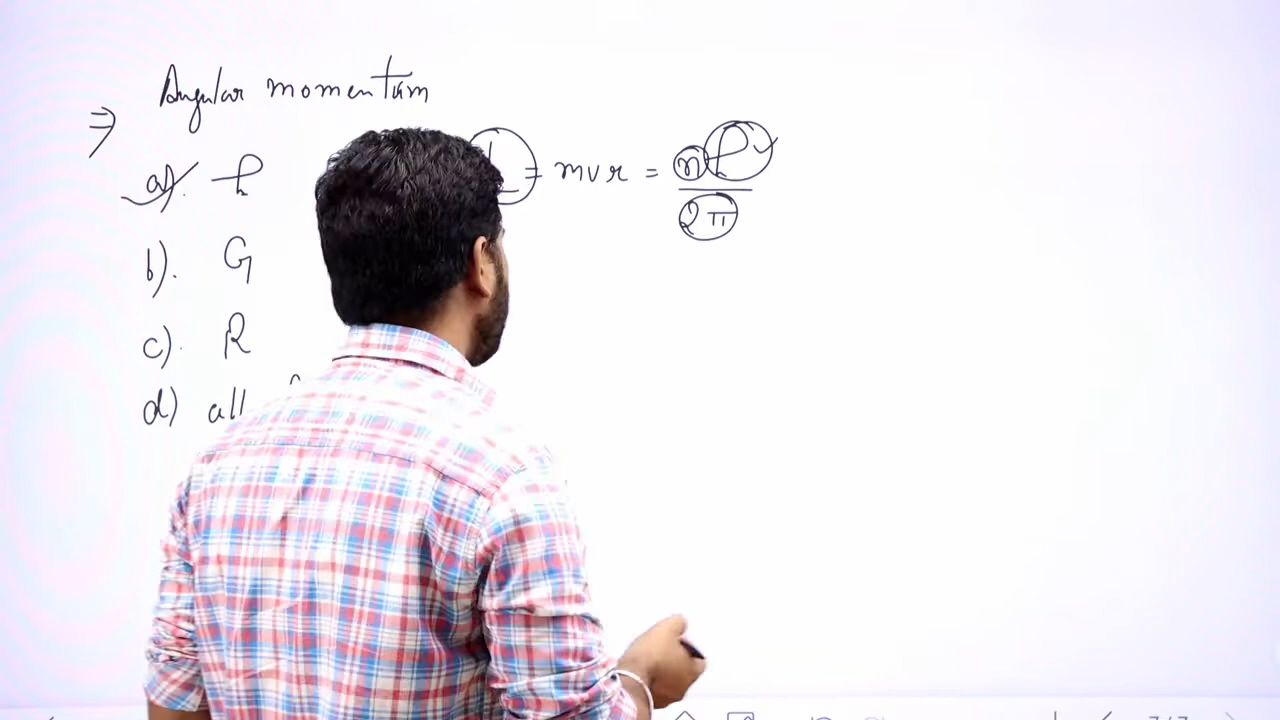 Angular momentum
⇒
a). h L = mvr = nh / 2π
b). G
c). R
d) all